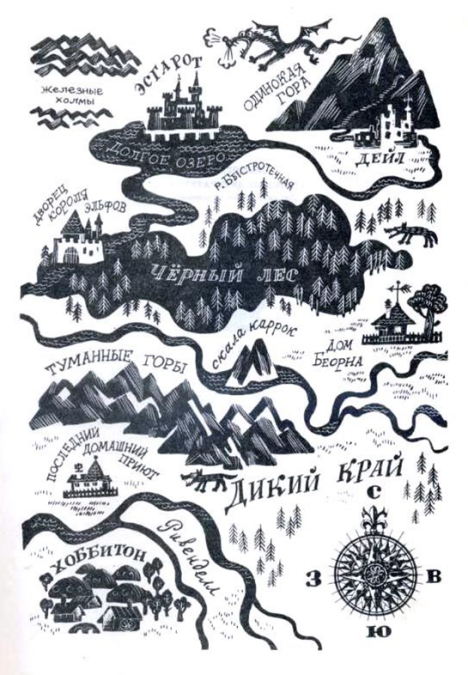 ЖЕЛЕЗНЫЕ
ХОЛМЫ
ЭСГАРОТ
ОДИНОКАЯ
ГОРА
ДОЛГОЕ ОЗЕРО
ДЕЙЛ
Р. БЫСТРОТЕЧНАЯ
ДВОРЕЦ
КОРОЛЯ
ЭЛЬФОВ
ЧЁРНЫЙ ЛЕС
СКАЛА КАРРОК
ДОМ
БЕОРНА
ТУМАННЫЕ ГОРЫ
ПОСЛЕДНИЙ
ДОМАШНИЙ
ПРИЮТ
ДИКИЙ КРАЙ
С
З
В
Ю
Ривенделл
ХОББИТОН